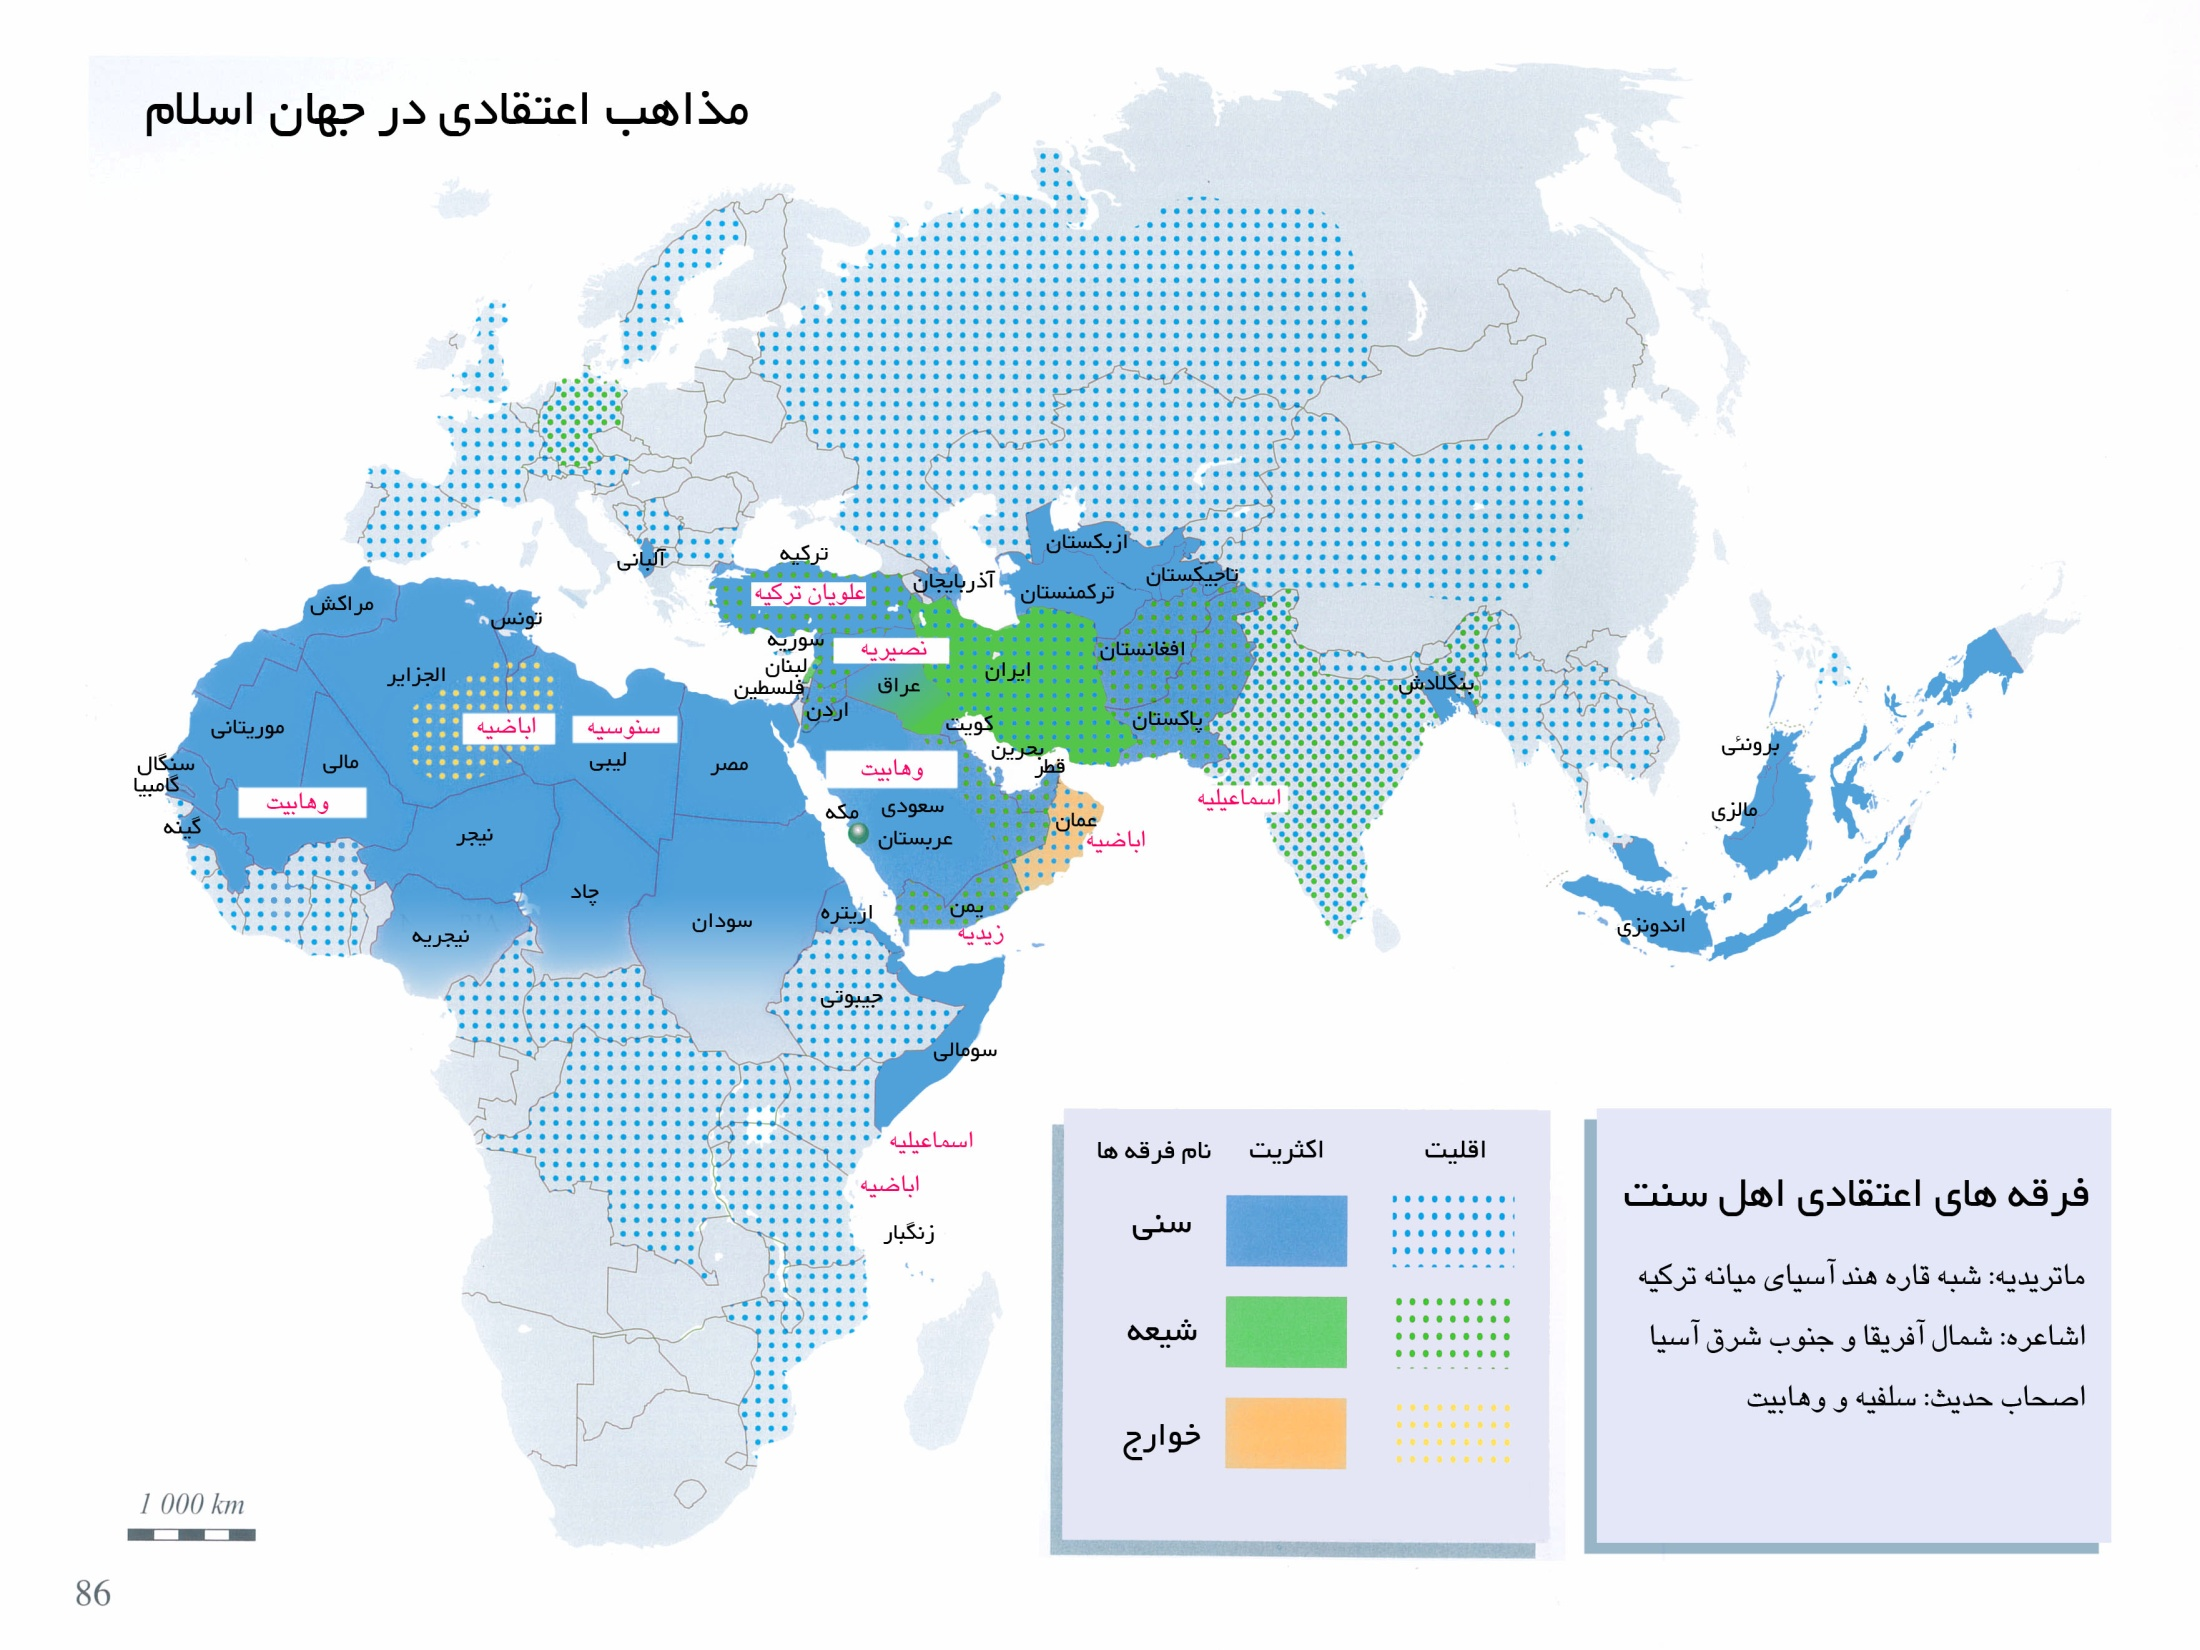 مذاهب اعتقادی در جهان اسلام
آلبانی
ترکیه
علویان ترکیه
آذربایجان
ازبکستان
تاجیکستان
ترکمنستان
مراکش
تونس
سوریه
نصیریه
لبنان
فلسطین
عراق
ایران
افغانستان
الجزایر
اردن
کویت
پاکستان
بنگلادش
موریتانی
اباضیه
سنوسیه
لیبی
مصر
وهابیت
بحرین
قطر
برونئی
سنگال
گامبیا
مالی
وهابیت
سعودی
مکه
عربستان
عمان
اباضیه
اسماعیلیه
مالزی
گینه
نیجر
چاد
سودان
اریتره
یمن
زیدیه
نیجریه
اندونزی
جیبوتی
سومالی
اسماعیلیه
اباضیه
زنگبار
نام فرقه ها اکثریت اقلیت
سنی
شیعه
خوارج
فرقه های اعتقادی اهل سنت
ماتریدیه: شبه قاره هند آسیای میانه ترکیه
اشاعره: شمال آفریقا و جنوب شرق آسیا
اصحاب حدیث: سلفیه و وهابیت
1 000 km
86